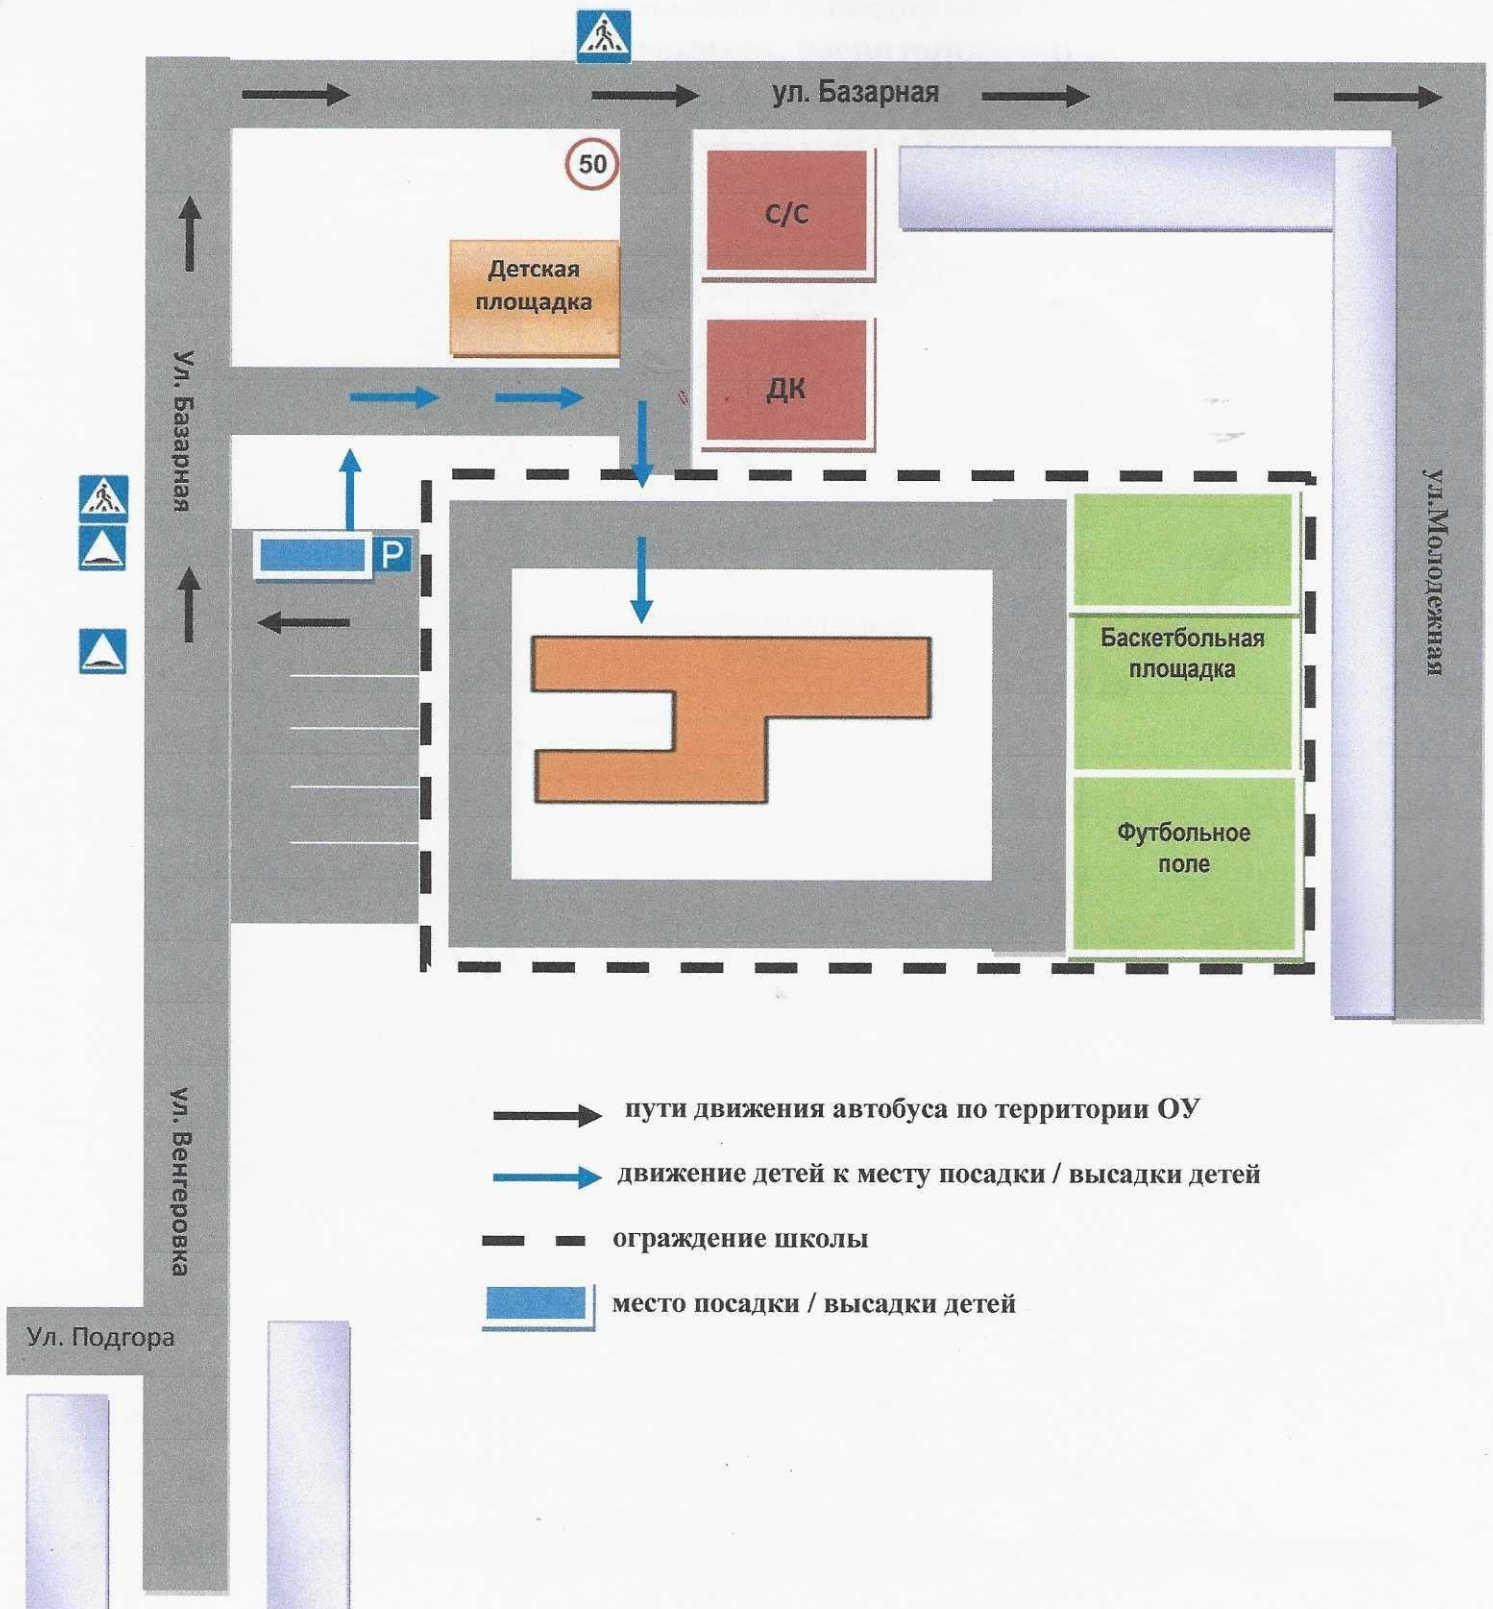 ул. Базарная
50
С/С
Детская
площадка
ДК
Ул. Базарная
P
ул.Молодежная
Баскетбольная
площадка
Футбольное
поле
пути движения автобуса по территории ОУ
движение детей к месту посадки / высадки детей
ограждение школы
место посадки / высадки детей
ул. Венгеровка
Ул. Подгора